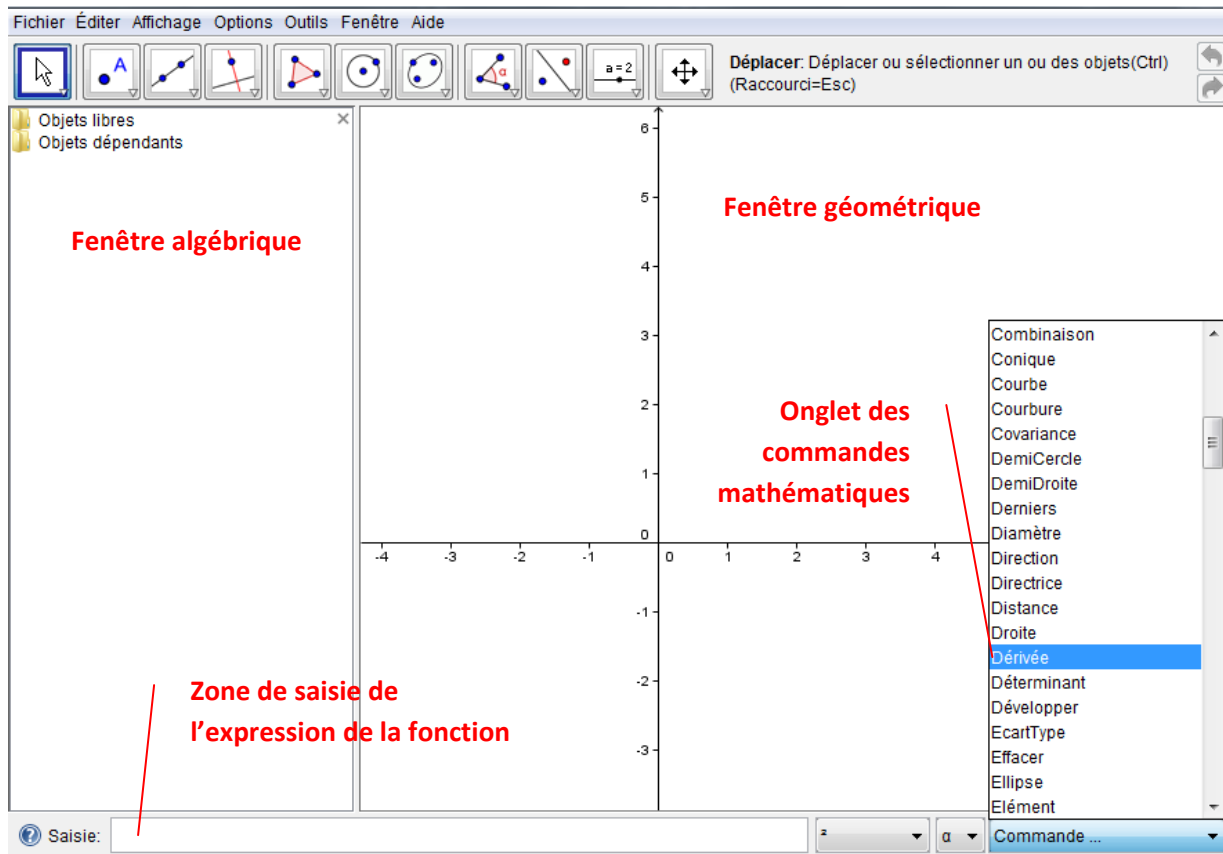 Fichier Éditer Affichage Options Outils Fenêtre Aide
A
α
a=2
Déplacer: Déplacer ou sélectionner un ou des objets(Ctrl)
(Raccourci=Esc)
Objets libres
Objets dépendants
Fenêtre algébrique
Fenêtre géométrique
6
5
4
3
2
1
0
-4 -3 -2 -1 0 1 2 3 4
-1
-2
-3
Onglet des
commandes
mathématiques
Zone de saisie de
l’expression de la fonction
Combinaison
Conique
Courbe
Courbure
Covariance
DemiCercle
DemiDroite
Derniers
Diamètre
Direction
Directrice
Distance
Droite
Dérivée
Déterminant
Développer
EcartType
Effacer
Ellipse
Elément
Saisie: ² α Commande ...